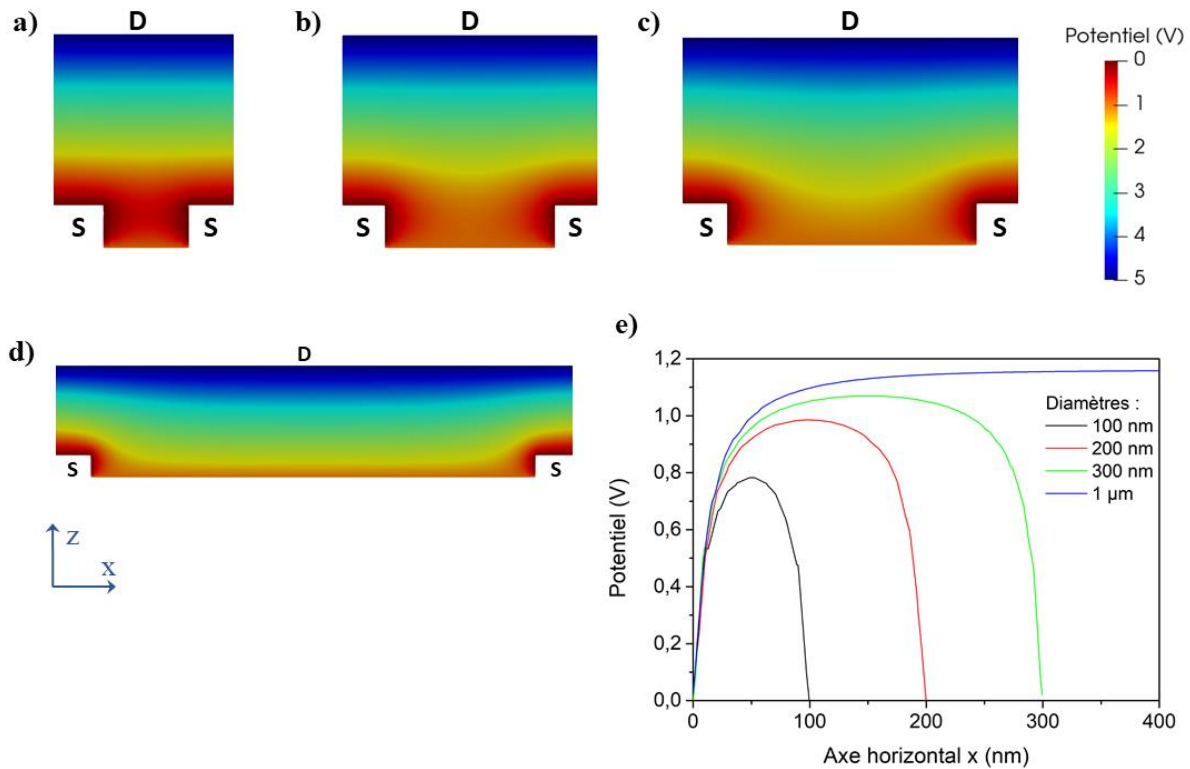 a)
D
S
S
b)
D
S
S
c)
D
S
S
Potentiel (V)
0
1
2
3
4
5
d)
D
S
S
z
x
e)
Potentiel (V)
1,2
1,0
0,8
0,6
0,4
0,2
0,0
Diamètres :
100 nm
200 nm
300 nm
1 µm
0
100
200
300
400
Axe horizontal x (nm)